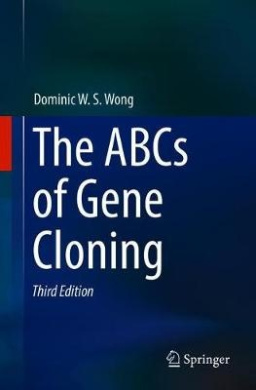 Dominic W. S. Wong
The ABCs
of Gene
Cloning
Third Edition
Springer